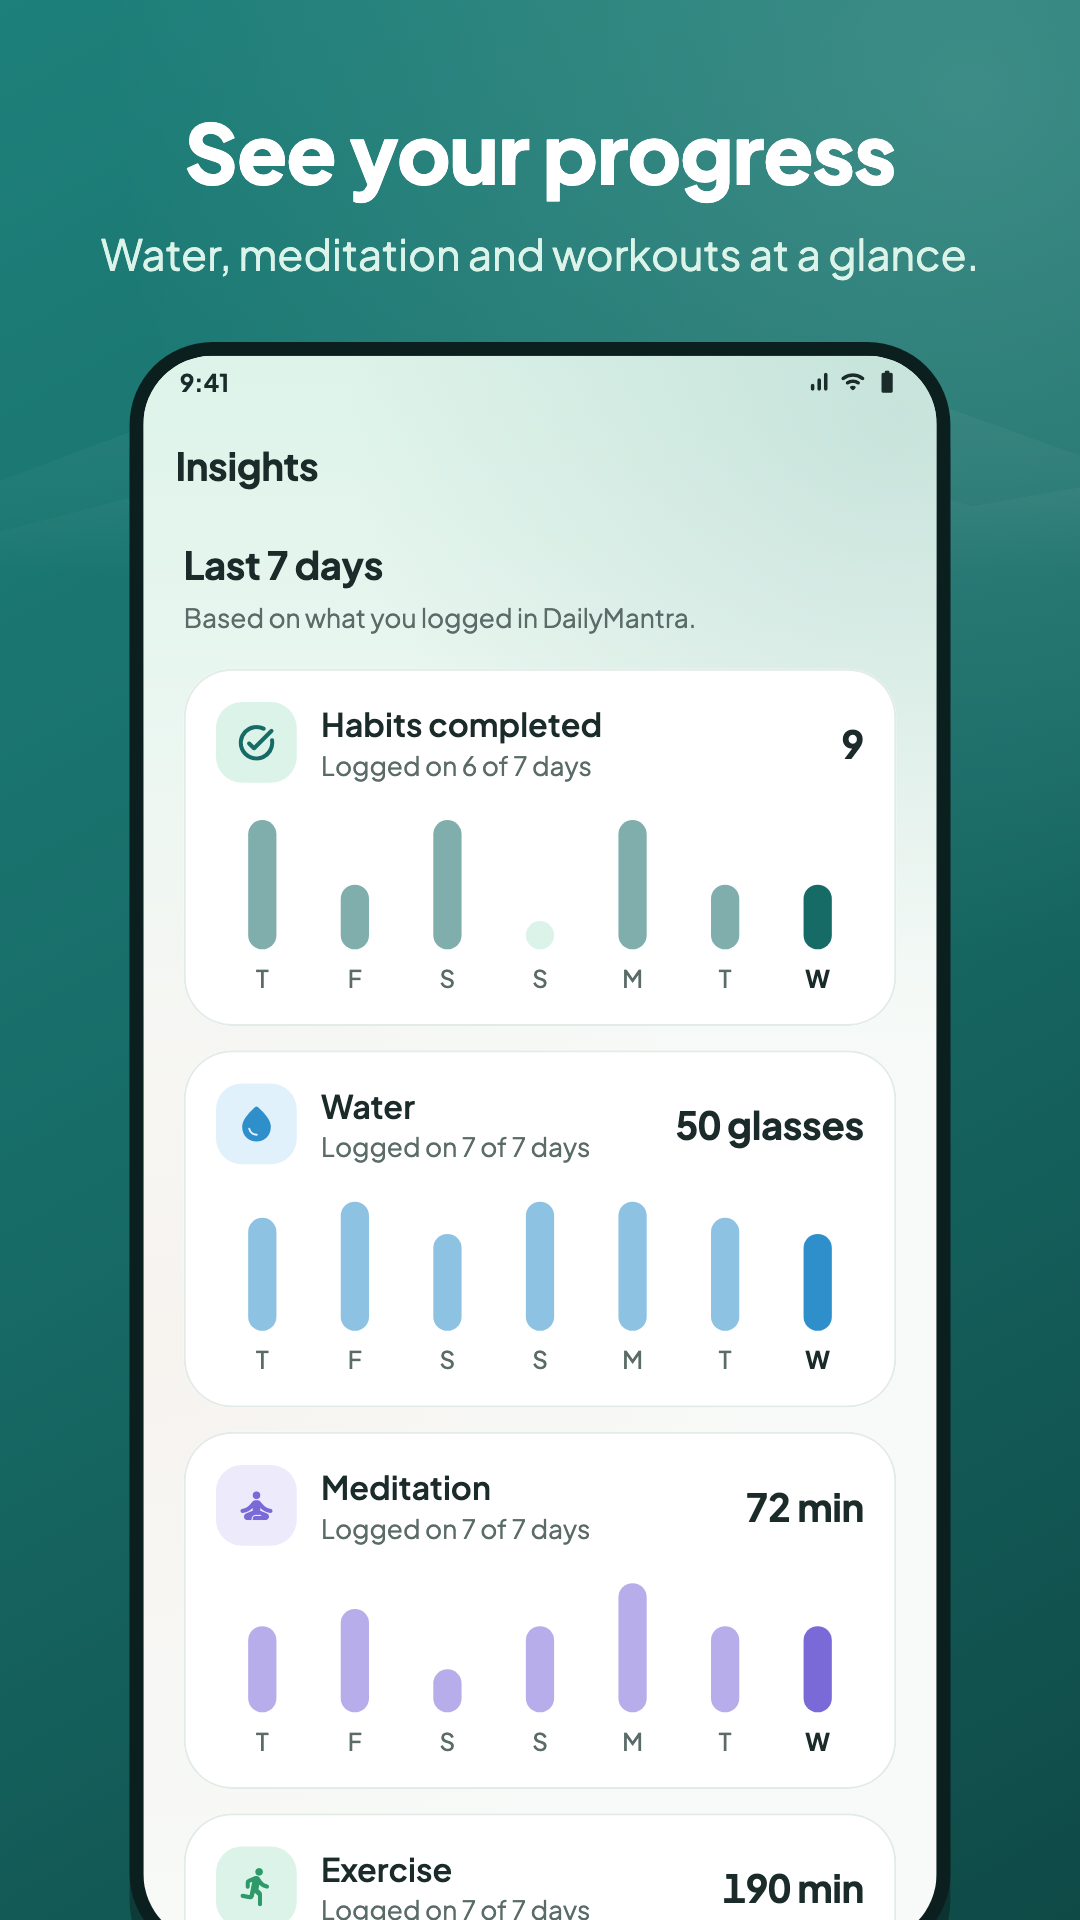 See your progress
Water, meditation and workouts at a glance.
9:41
Insights
Last 7 days
Based on what you logged in DailyMantra.
Habits completed
9
Logged on 6 of 7 days
T F S S M T W
Water
50 glasses
Logged on 7 of 7 days
T F S S M T W
Meditation
72 min
Logged on 7 of 7 days
T F S S M T W
Exercise
190 min
Logged on 7 of 7 days